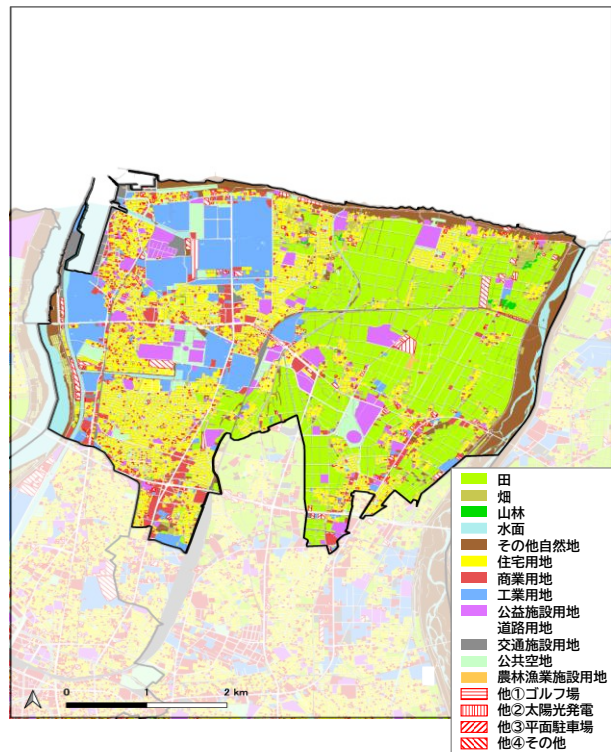 0 1 2 km
田
畑
山林
水面
その他自然地
住宅用地
商業用地
工業用地
公益施設用地
道路用地
交通施設用地
公共空地
農林漁業施設用地
他①ゴルフ場
他②太陽光発電
他③平面駐車場
他④その他